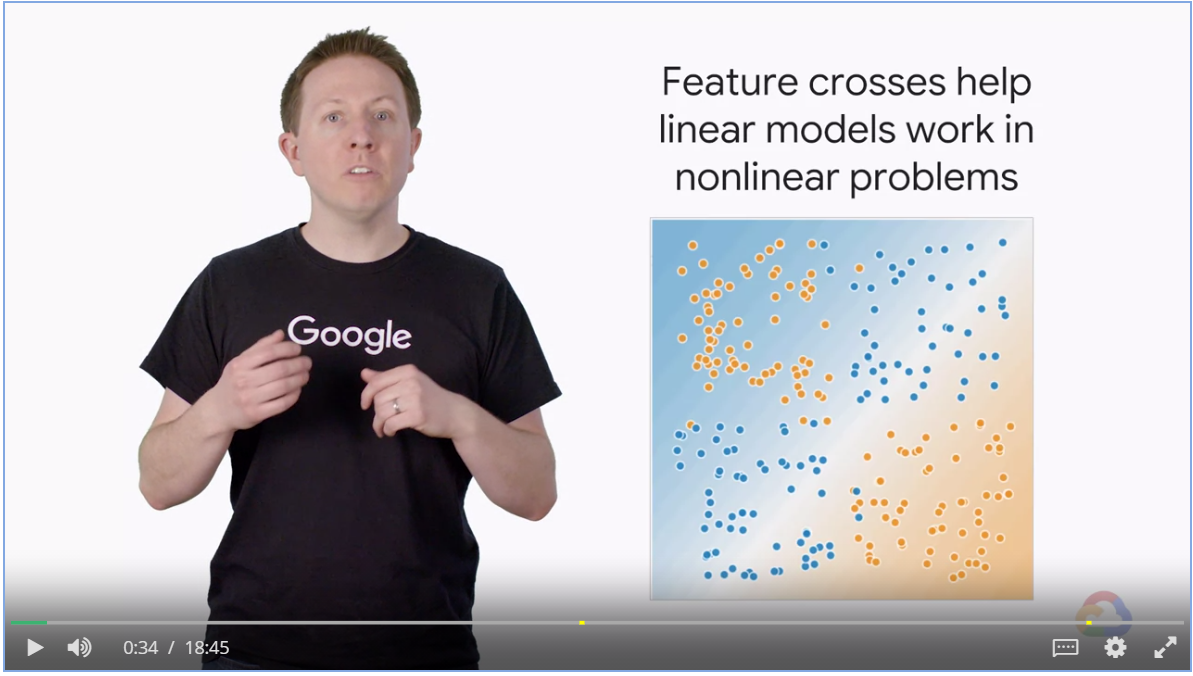 Feature crosses help
linear models work in
nonlinear problems
Google
0:34 / 18:45